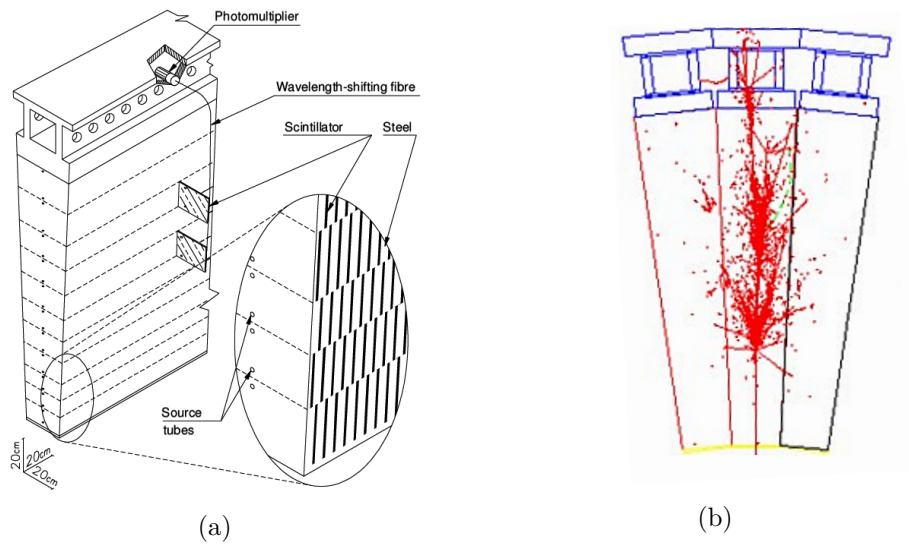 Photomultiplier
Wavelength-shifting fibre
Scintillator
Steel
Source
tubes
20cm
20cm
20cm
(a)
(b)